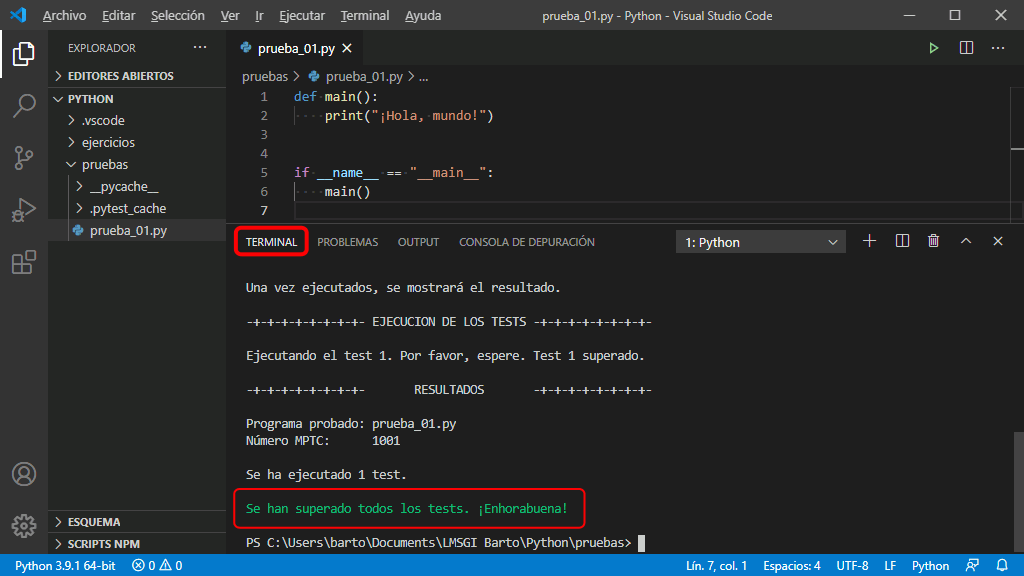 Archivo Editar Selección Ver Ir Ejecutar Terminal Ayuda prueba_01.py - Python - Visual Studio Code
EXPLORADOR ...
EDITORES ABIERTOS
PYTHON
.vscode
ejercicios
pruebas
__pycache__
.pytest_cache
prueba_01.py
ESQUEMA
SCRIPTS NPM
prueba_01.py
pruebas > prueba_01.py > ...
1 def main():
2 print("¡Hola, mundo!")
3
4
5 if __name__ == "__main__":
6 main()
7
TERMINAL PROBLEMAS OUTPUT CONSOLA DE DEPURACIÓN 1: Python
Una vez ejecutados, se mostrará el resultado.
-+-+-+-+-+-+-+-+- EJECUCION DE LOS TESTS -+-+-+-+-+-+-+-+-
Ejecutando el test 1. Por favor, espere. Test 1 superado.
-+-+-+-+-+-+-+-+- RESULTADOS -+-+-+-+-+-+-+-+-
Programa probado: prueba_01.py
Número MPTC: 1001
Se ha ejecutado 1 test.
Se han superado todos los tests. ¡Enhorabuena!
PS C:\Users\barto\Documents\LMSGI Barto\Python\pruebas>
Python 3.9.1 64-bit 0 0 Lín. 7, col. 1 Espacios: 4 UTF-8 LF Python